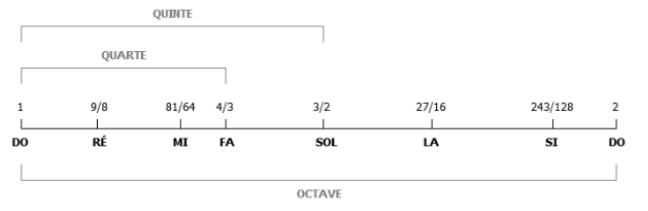 QUINTE
QUARTE
1 9/8 81/64 4/3 3/2 27/16 243/128 2
DO RÉ MI FA SOL LA SI DO
OCTAVE